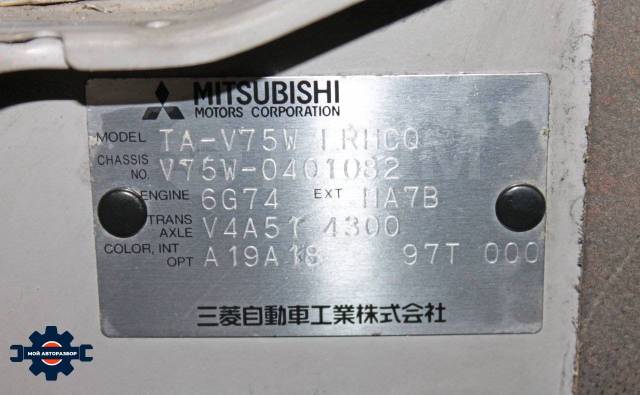 MITSUBISHI
MOTORS CORPORATION
MODEL TA-V75W LRHCQ
CHASSIS NO. V75W-0401082
ENGINE 6G74 EXT HA7B
TRANS AXLE V4A51 4300
COLOR, INT OPT A19A18 97T 000
三菱自動車工業株式会社
МОЙ АВТОРАЗБОР